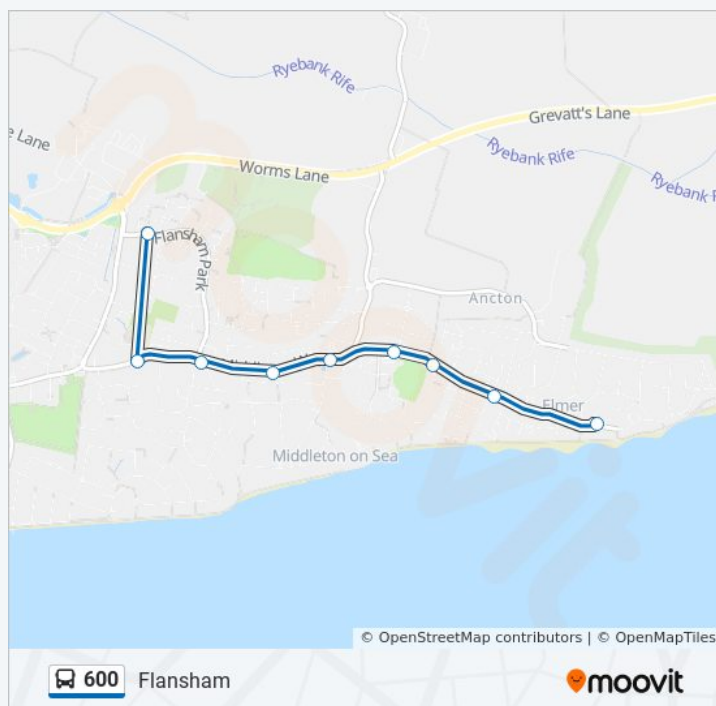 Ryebank Rife
Grevatt's Lane
e Lane
Ryebank Rife
Worms Lane
Ryebank R
Flansham
Park
Ancton
Elmer
Middleton on Sea
© OpenStreetMap contributors | © OpenMapTiles
600 Flansham
moovit